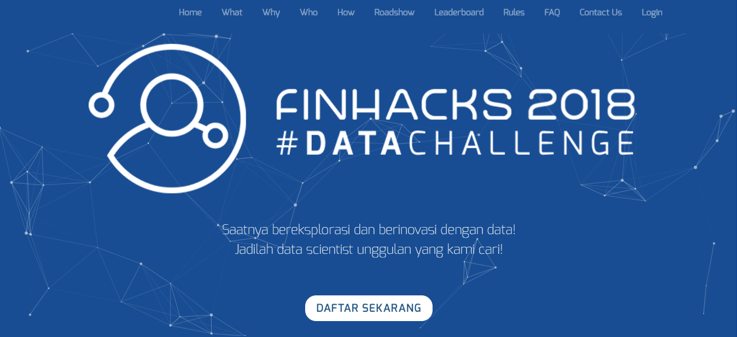 Home What Why Who How Roadshow Leaderboard Rules FAQ Contact Us Login
FINHACKS 2018
#DATACHALLENGE
Saatnya bereksplorasi dan berinovasi dengan data!
Jadilah data scientist unggulan yang kami cari!
DAFTAR SEKARANG